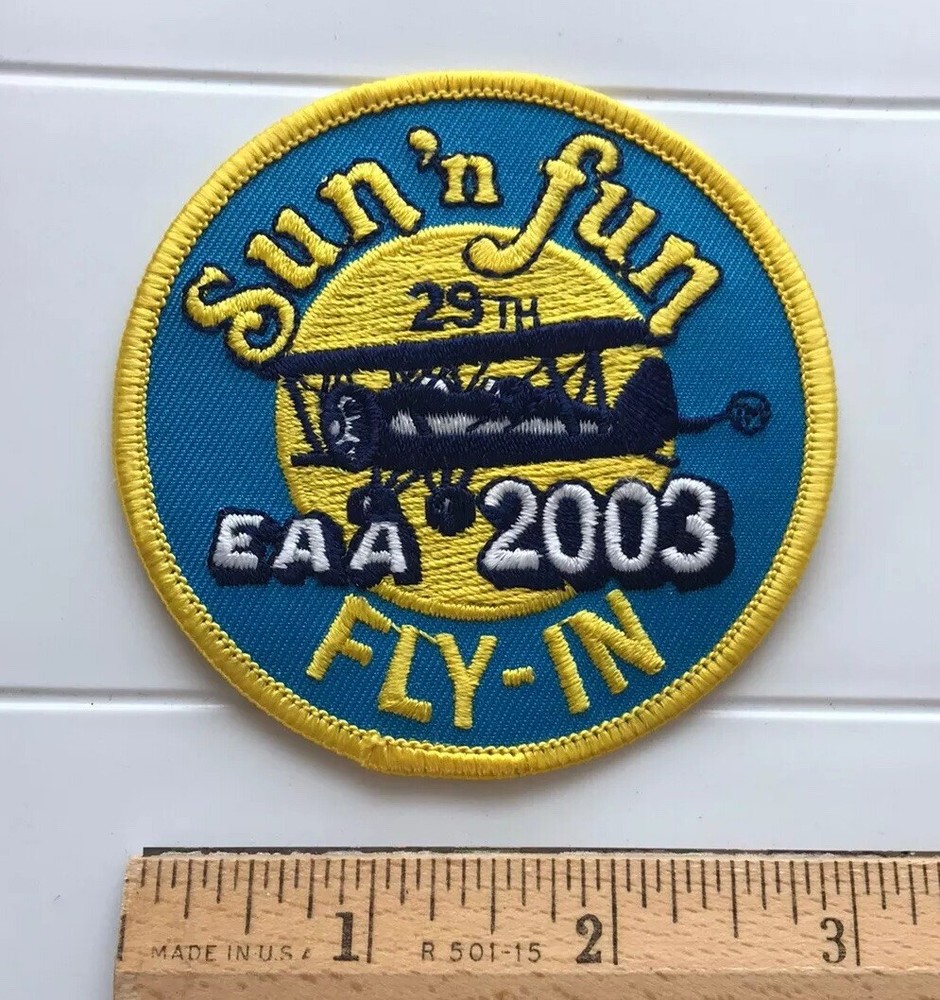 Sun 'n fun
29TH
EAA 2003
FLY-IN
1 2 3
MADE IN U.S.A R 501-15